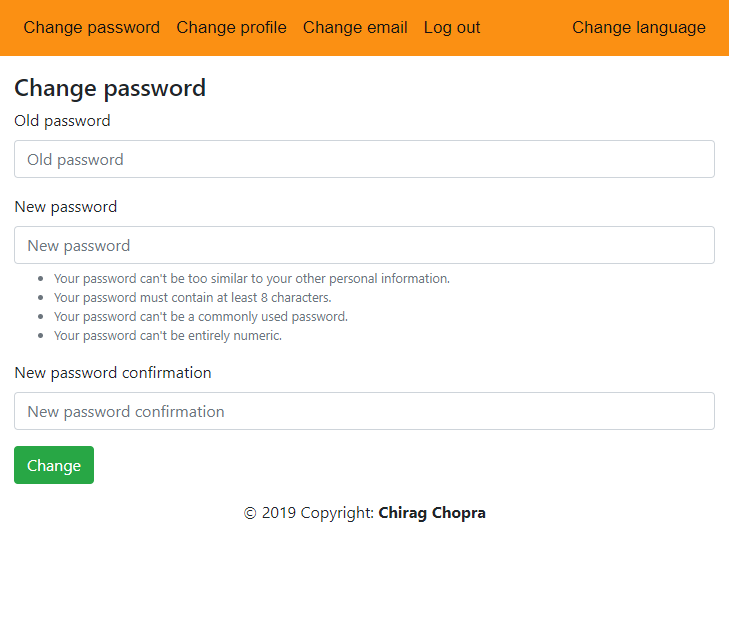 Change password Change profile Change email Log out Change language
Change password
Old password
Old password
New password
New password
Your password can't be too similar to your other personal information.
Your password must contain at least 8 characters.
Your password can't be a commonly used password.
Your password can't be entirely numeric.
New password confirmation
New password confirmation
Change
© 2019 Copyright: Chirag Chopra